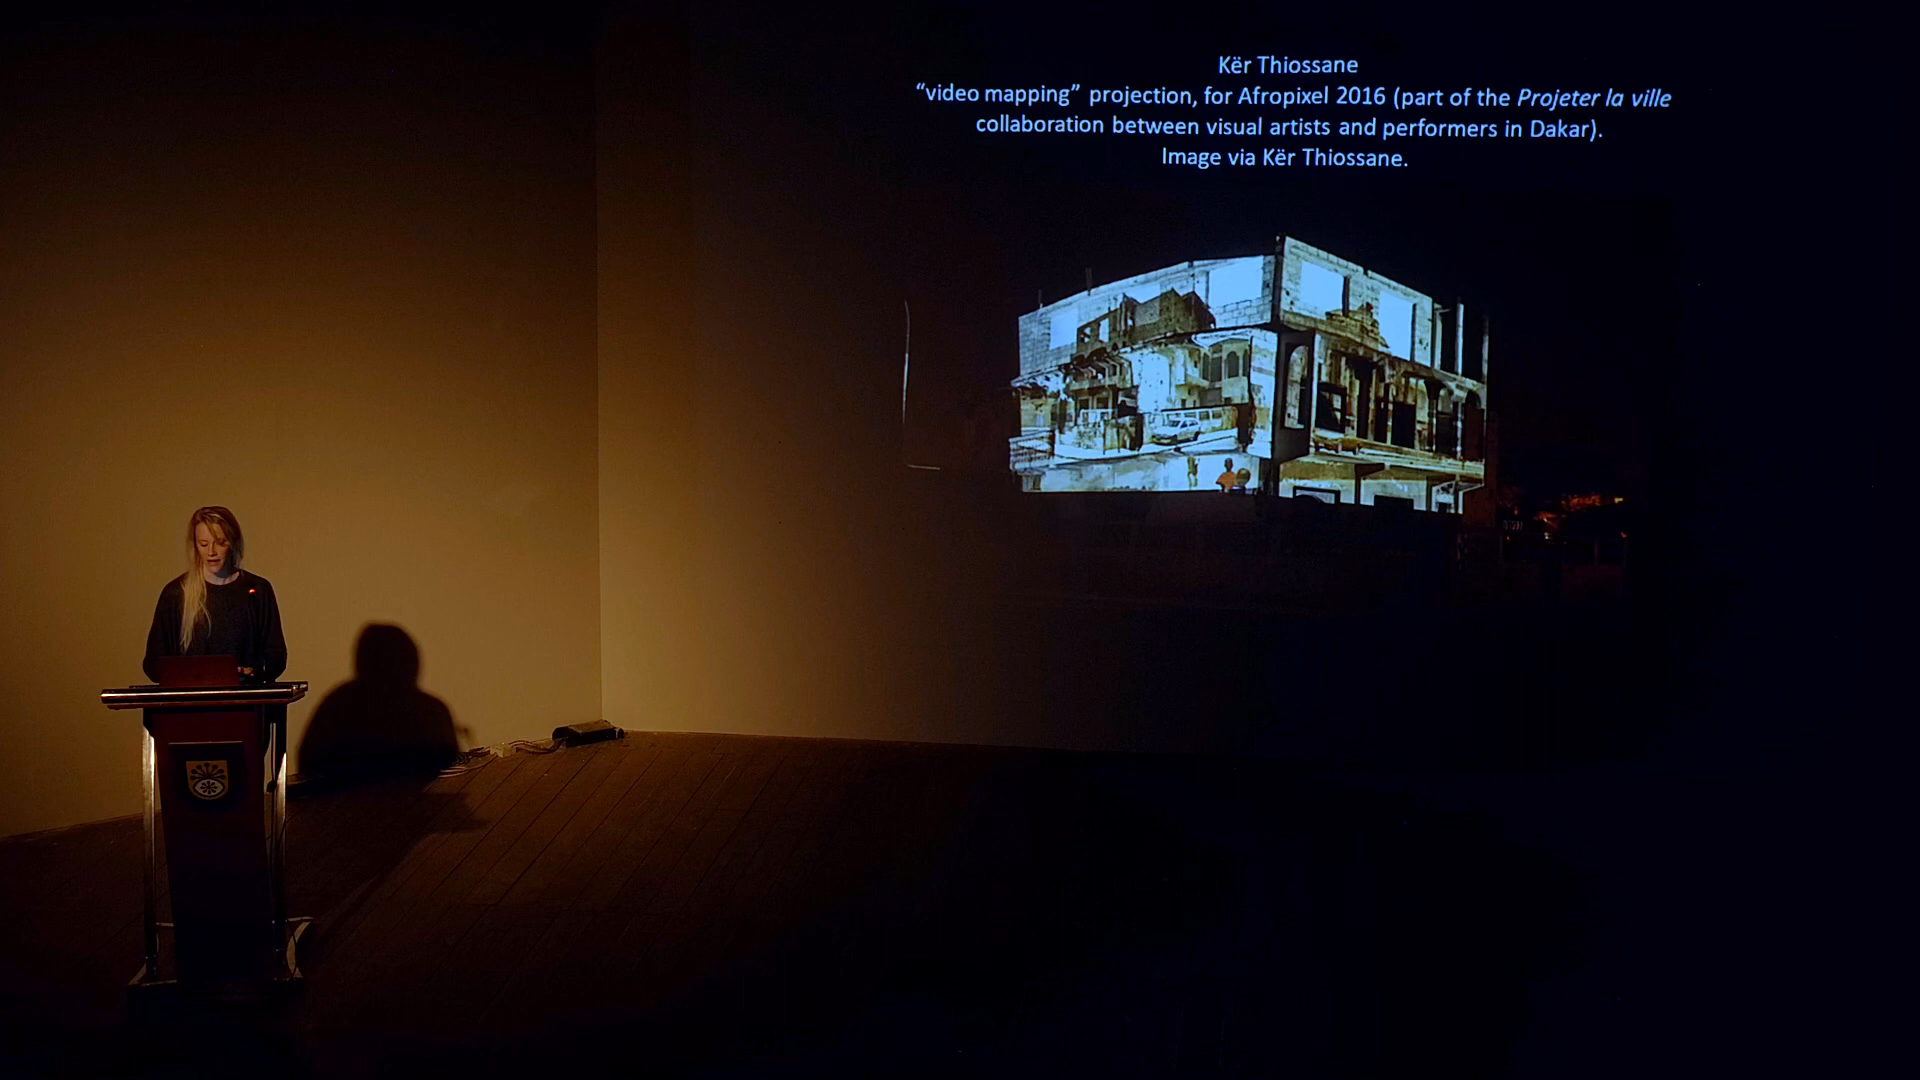 Kër Thiossane
“video mapping” projection, for Afropixel 2016 (part of the Projeter la ville
collaboration between visual artists and performers in Dakar).
Image via Kër Thiossane.